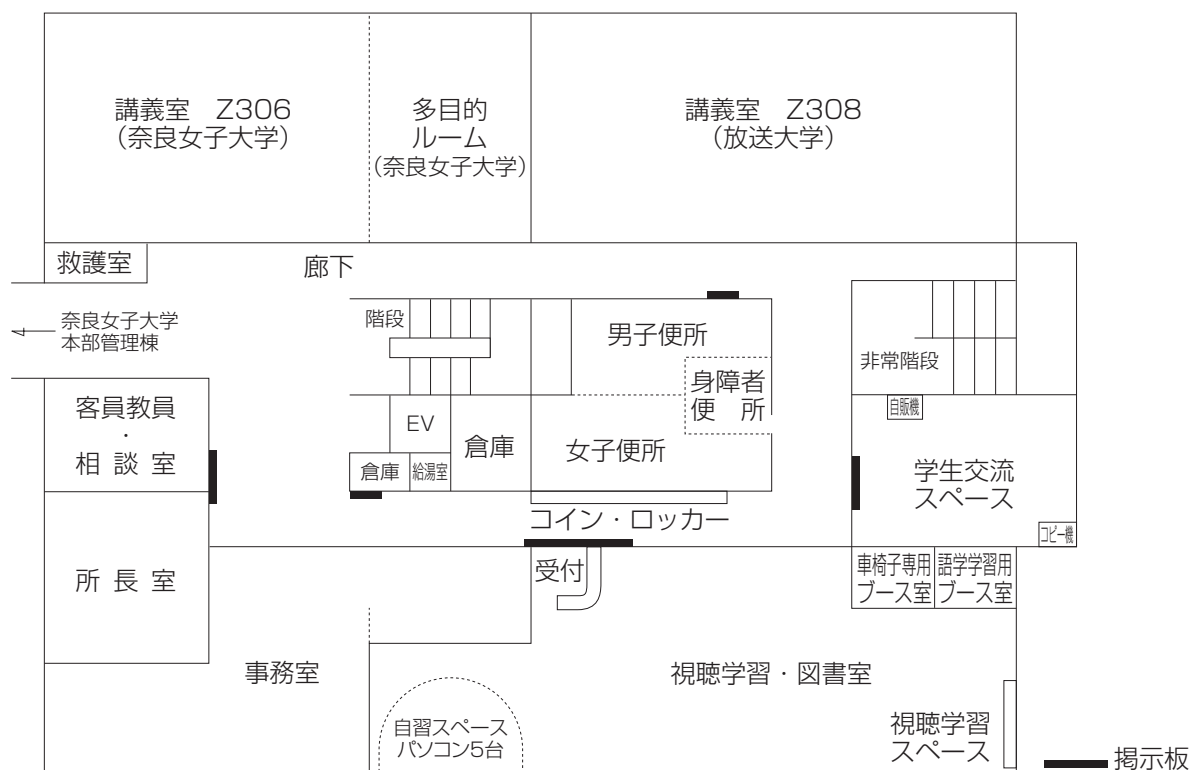 講義室　Z306
（奈良女子大学）
多目的
ルーム
（奈良女子大学）
講義室　Z308
（放送大学）
救護室
廊下
奈良女子大学
本部管理棟
階段
男子便所
身障者
便　所
非常階段
客員教員
・
相 談 室
EV
倉庫
女子便所
自販機
倉庫
給湯室
学生交流
スペース
コイン・ロッカー
コピー機
受付
車椅子専用
ブース室
語学学習用
ブース室
所 長 室
事務室
視聴学習・図書室
自習スペース
パソコン5台
視聴学習
スペース
掲示板